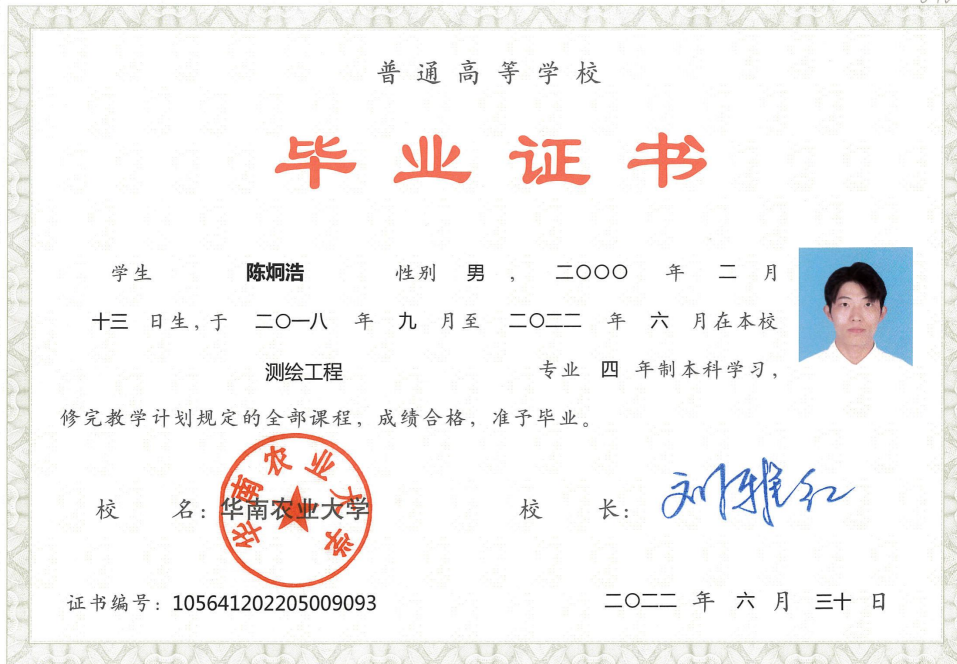 普通高等学校
毕业证书
学生 陈炯浩 性别 男 , 二〇〇〇 年 二 月
十三 日生, 于 二〇一八 年 九 月至 二〇二二 年 六 月在本校
测绘工程 专业 四 年制本科学习,
修完教学计划规定的全部课程, 成绩合格, 准予毕业。
华南农业大学
校 名: 华南农业大学 校 长: 刘雅红
证书编号: 105641202205009093 二〇二二 年 六 月 三十 日